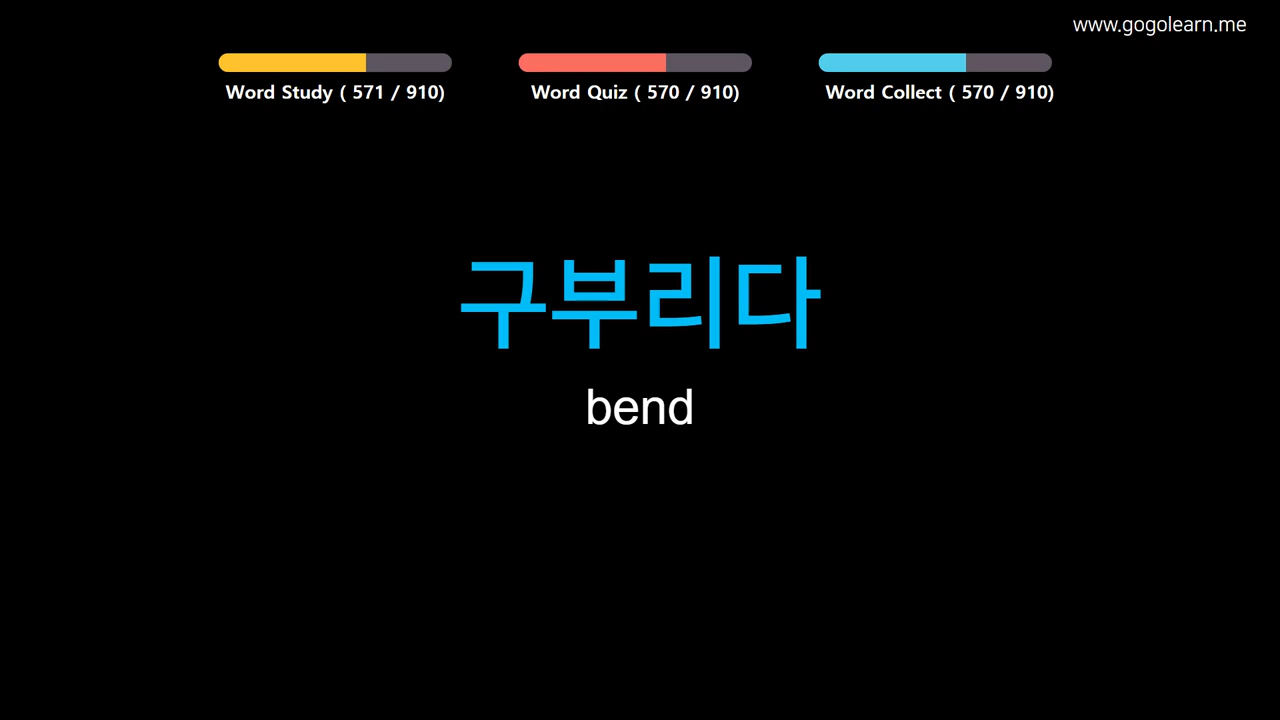 www.gogolearn.me
Word Study ( 571 / 910)
Word Quiz ( 570 / 910)
Word Collect ( 570 / 910)
구부리다
bend